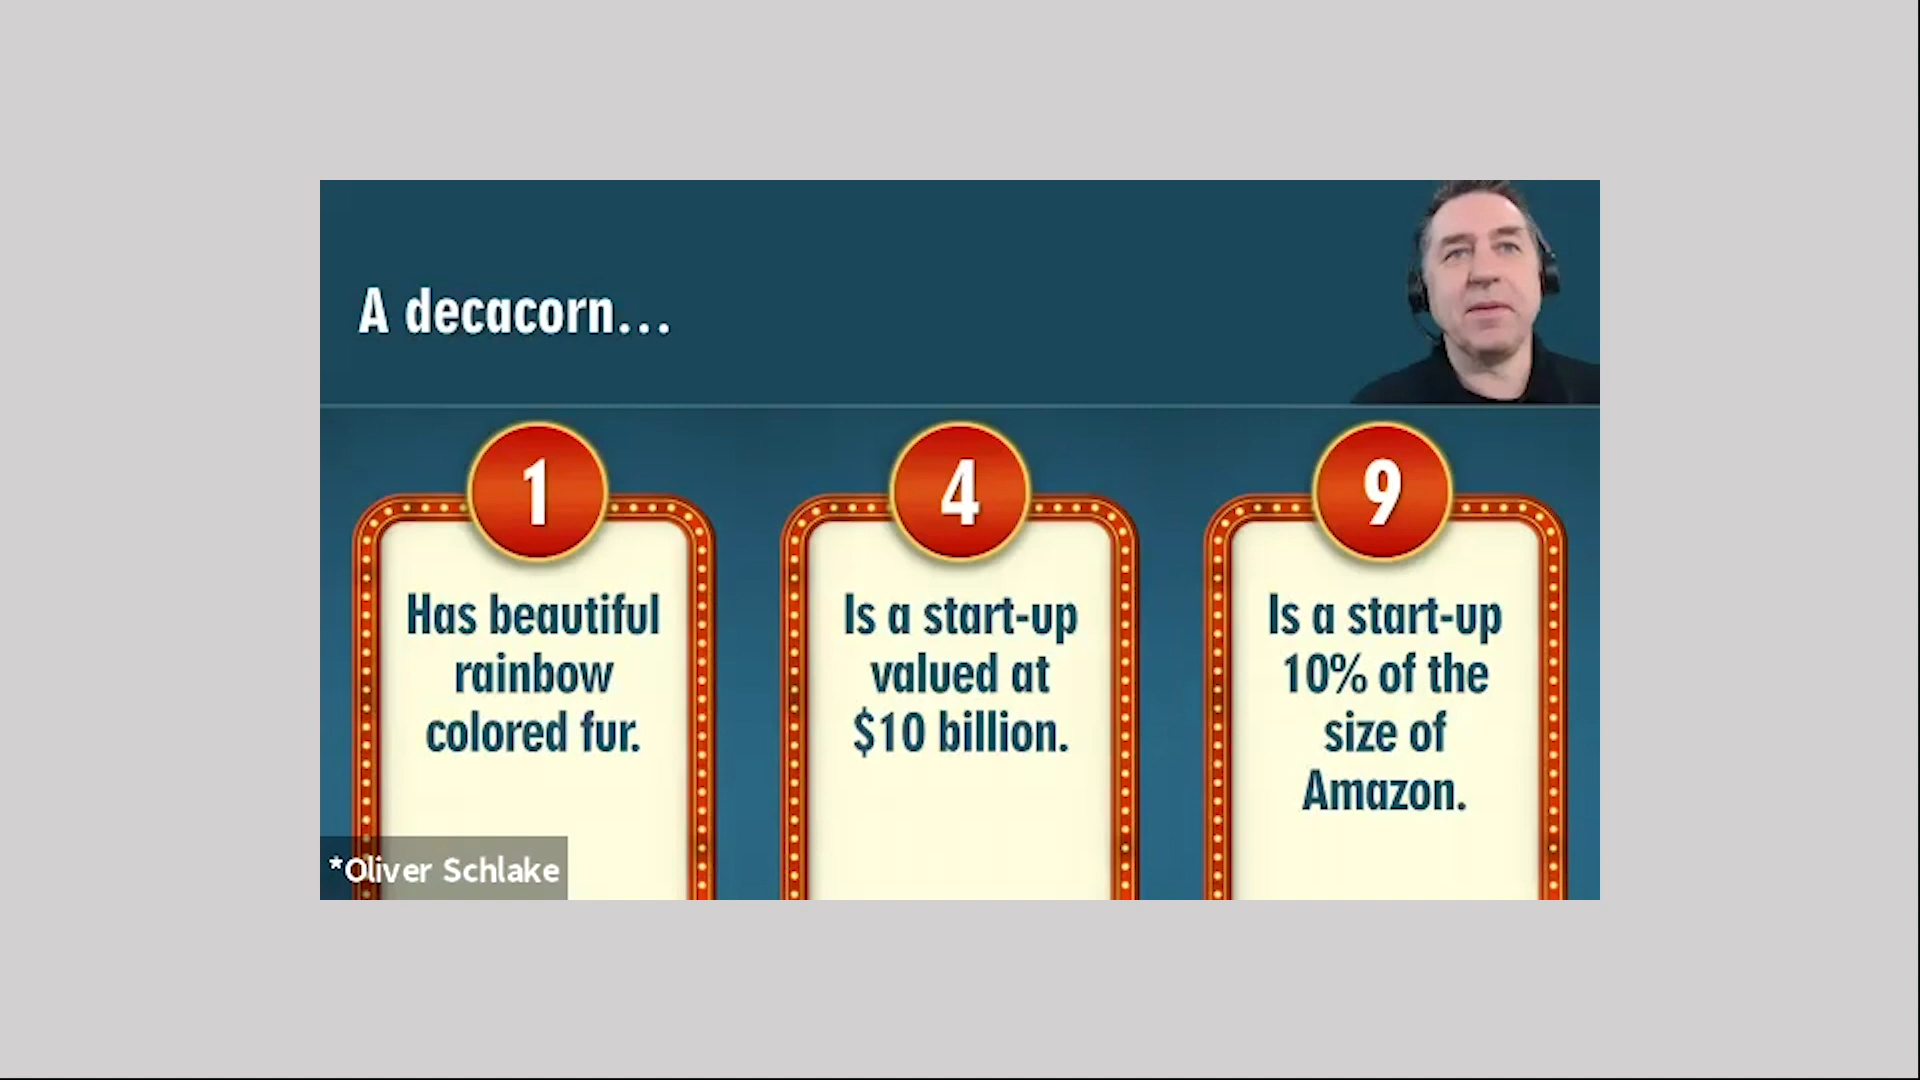 A decacorn...
1
Has beautiful
rainbow
colored fur.
4
Is a start-up
valued at
$10 billion.
9
Is a start-up
10% of the
size of
Amazon.
*Oliver Schlake